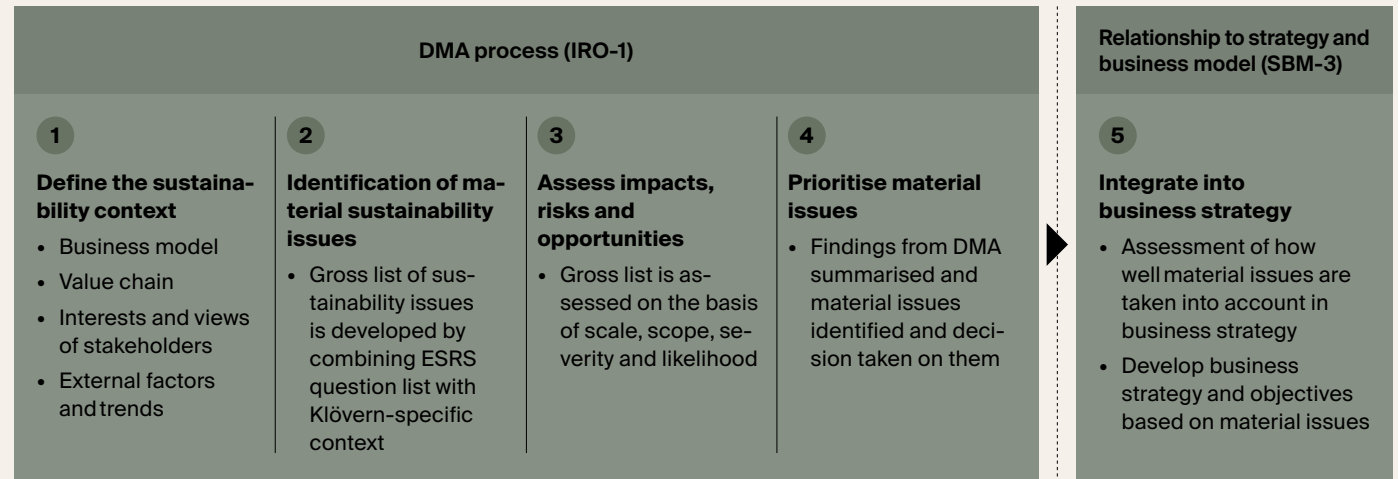 DMA process (IRO-1)
1
Define the sustaina-
bility context
• Business model
• Value chain
• Interests and views
of stakeholders
• External factors
and trends
2
Identification of ma-
terial sustainability
issues
• Gross list of sus-
tainability issues
is developed by
combining ESRS
question list with
Klövern-specific
context
3
Assess impacts,
risks and
opportunities
• Gross list is as-
sessed on the basis
of scale, scope, se-
verity and likelihood
4
Prioritise material
issues
• Findings from DMA
summarised and
material issues
identified and deci-
sion taken on them
Relationship to strategy and
business model (SBM-3)
5
Integrate into
business strategy
• Assessment of how
well material issues are
taken into account in
business strategy
• Develop business
strategy and objectives
based on material issues